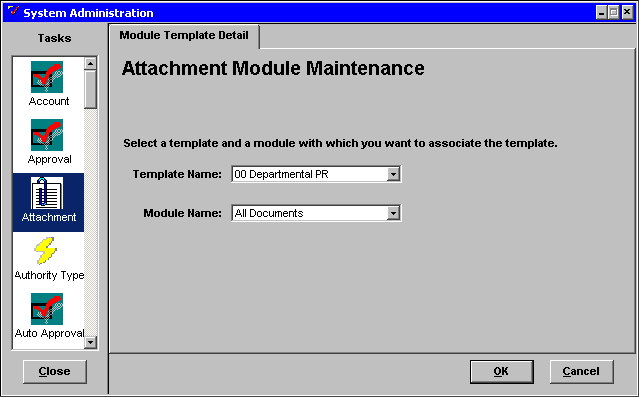 System Administration
Tasks
Account
Approval
Attachment
Authority Type
Auto Approval
Close
Module Template Detail
Attachment Module Maintenance
Select a template and a module with which you want to associate the template.
Template Name: 00 Departmental PR
Module Name: All Documents
OK
Cancel